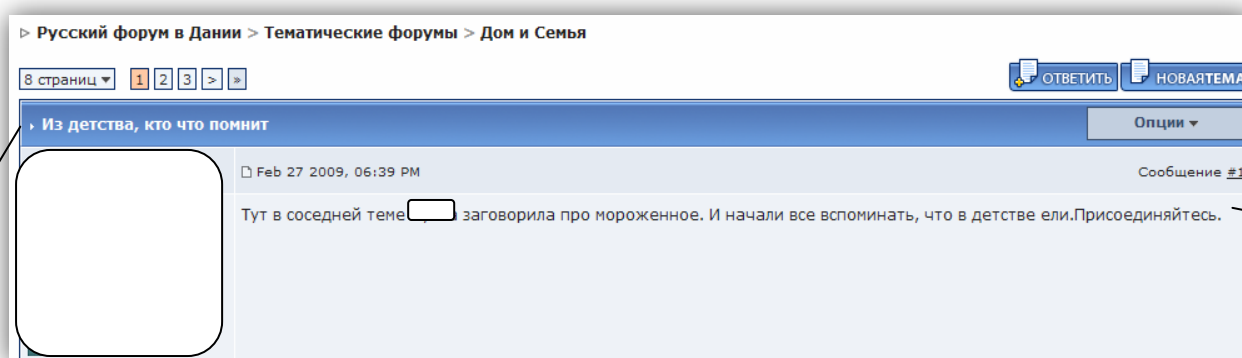 Русский форум в Дании > Тематические форумы > Дом и Семья
8 страниц 1 2 3 > »
ОТВЕТИТЬ НОВАЯТЕМА
Из детства, кто что помнит
Опции
Feb 27 2009, 06:39 PM
Сообщение #1
Тут в соседней теме заговорила про мороженное. И начали все вспоминать, что в детстве ели.Присоединяйтесь.